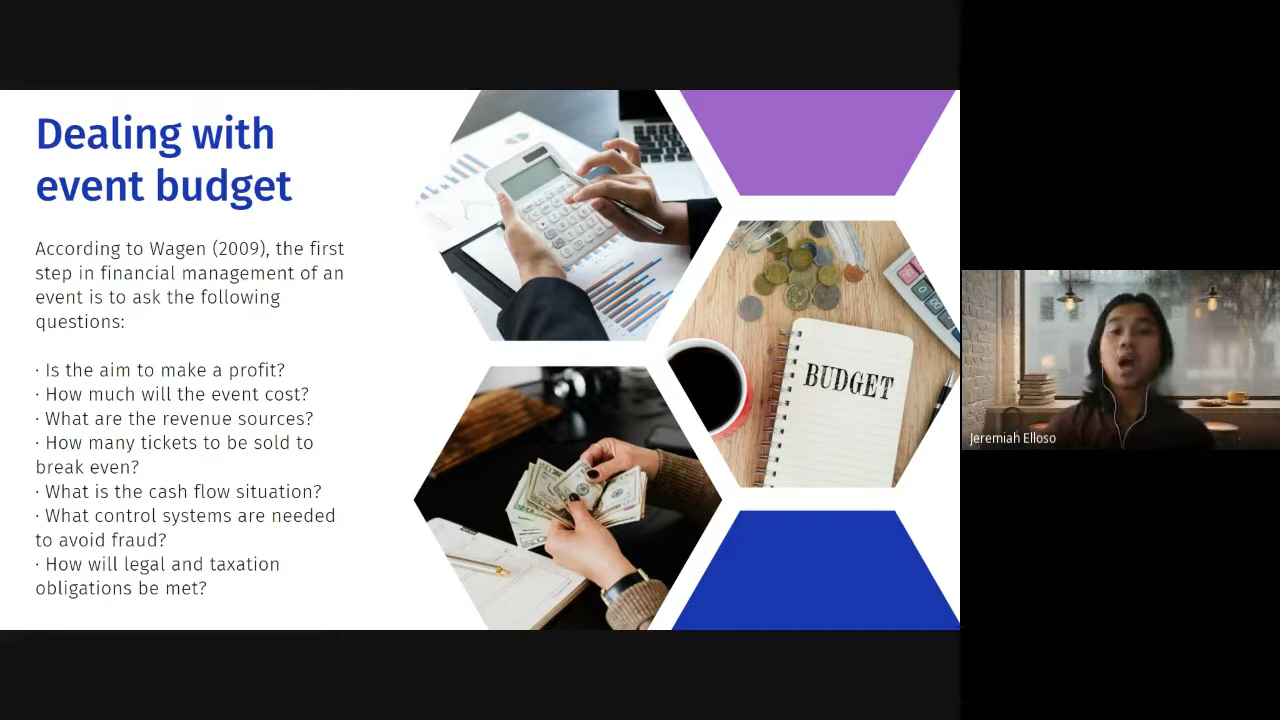 Dealing with
event budget
According to Wagen (2009), the first
step in financial management of an
event is to ask the following
questions:
· Is the aim to make a profit?
· How much will the event cost?
· What are the revenue sources?
· How many tickets to be sold to
break even?
· What is the cash flow situation?
· What control systems are needed
to avoid fraud?
· How will legal and taxation
obligations be met?
BUDGET
Jeremiah Elloso